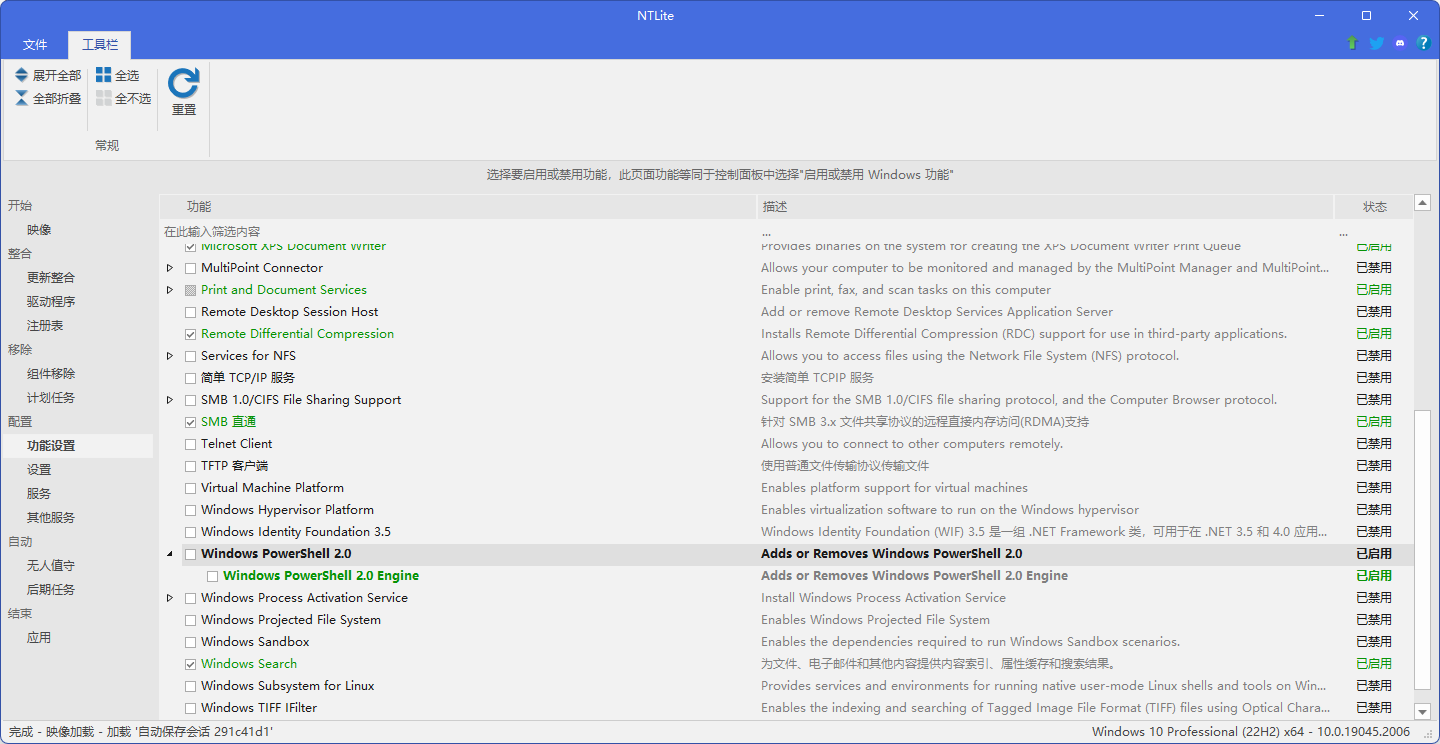 NTLite
文件 工具栏
展开全部 全选
全部折叠 全不选 重置
常规
选择要启用或禁用功能，此页面功能等同于控制面板中选择"启用或禁用 Windows 功能"
开始
映像
整合
更新整合
驱动程序
注册表
移除
组件移除
计划任务
配置
功能设置
设置
服务
其他服务
自动
无人值守
后期任务
结束
应用
功能 描述 状态
在此输入筛选内容 ... ...
Microsoft XPS Document Writer Provides binaries on the system for creating the XPS Document Writer Print Queue 已启用
MultiPoint Connector Allows your computer to be monitored and managed by the MultiPoint Manager and MultiPoint... 已禁用
Print and Document Services Enable print, fax, and scan tasks on this computer 已启用
Remote Desktop Session Host Add or remove Remote Desktop Services Application Server 已禁用
Remote Differential Compression Installs Remote Differential Compression (RDC) support for use in third-party applications. 已启用
Services for NFS Allows you to access files using the Network File System (NFS) protocol. 已禁用
简单 TCP/IP 服务 安装简单 TCPIP 服务 已禁用
SMB 1.0/CIFS File Sharing Support Support for the SMB 1.0/CIFS file sharing protocol, and the Computer Browser protocol. 已禁用
SMB 直通 针对 SMB 3.x 文件共享协议的远程直接内存访问(RDMA)支持 已启用
Telnet Client Allows you to connect to other computers remotely. 已禁用
TFTP 客户端 使用普通文件传输协议传输文件 已禁用
Virtual Machine Platform Enables platform support for virtual machines 已禁用
Windows Hypervisor Platform Enables virtualization software to run on the Windows hypervisor 已禁用
Windows Identity Foundation 3.5 Windows Identity Foundation (WIF) 3.5 是一组 .NET Framework 类，可用于在 .NET 3.5 和 4.0 应用... 已禁用
Windows PowerShell 2.0 Adds or Removes Windows PowerShell 2.0 已启用
Windows PowerShell 2.0 Engine Adds or Removes Windows PowerShell 2.0 Engine 已启用
Windows Process Activation Service Install Windows Process Activation Service 已禁用
Windows Projected File System Enables Windows Projected File System 已禁用
Windows Sandbox Enables the dependencies required to run Windows Sandbox scenarios. 已禁用
Windows Search 为文件、电子邮件和其他内容提供内容索引、属性缓存和搜索结果。 已启用
Windows Subsystem for Linux Provides services and environments for running native user-mode Linux shells and tools on Win... 已禁用
Windows TIFF IFilter Enables the indexing and searching of Tagged Image File Format (TIFF) files using Optical Chara... 已禁用
完成 - 映像加载 - 加载 '自动保存会话 291c41d1' Windows 10 Professional (22H2) x64 - 10.0.19045.2006